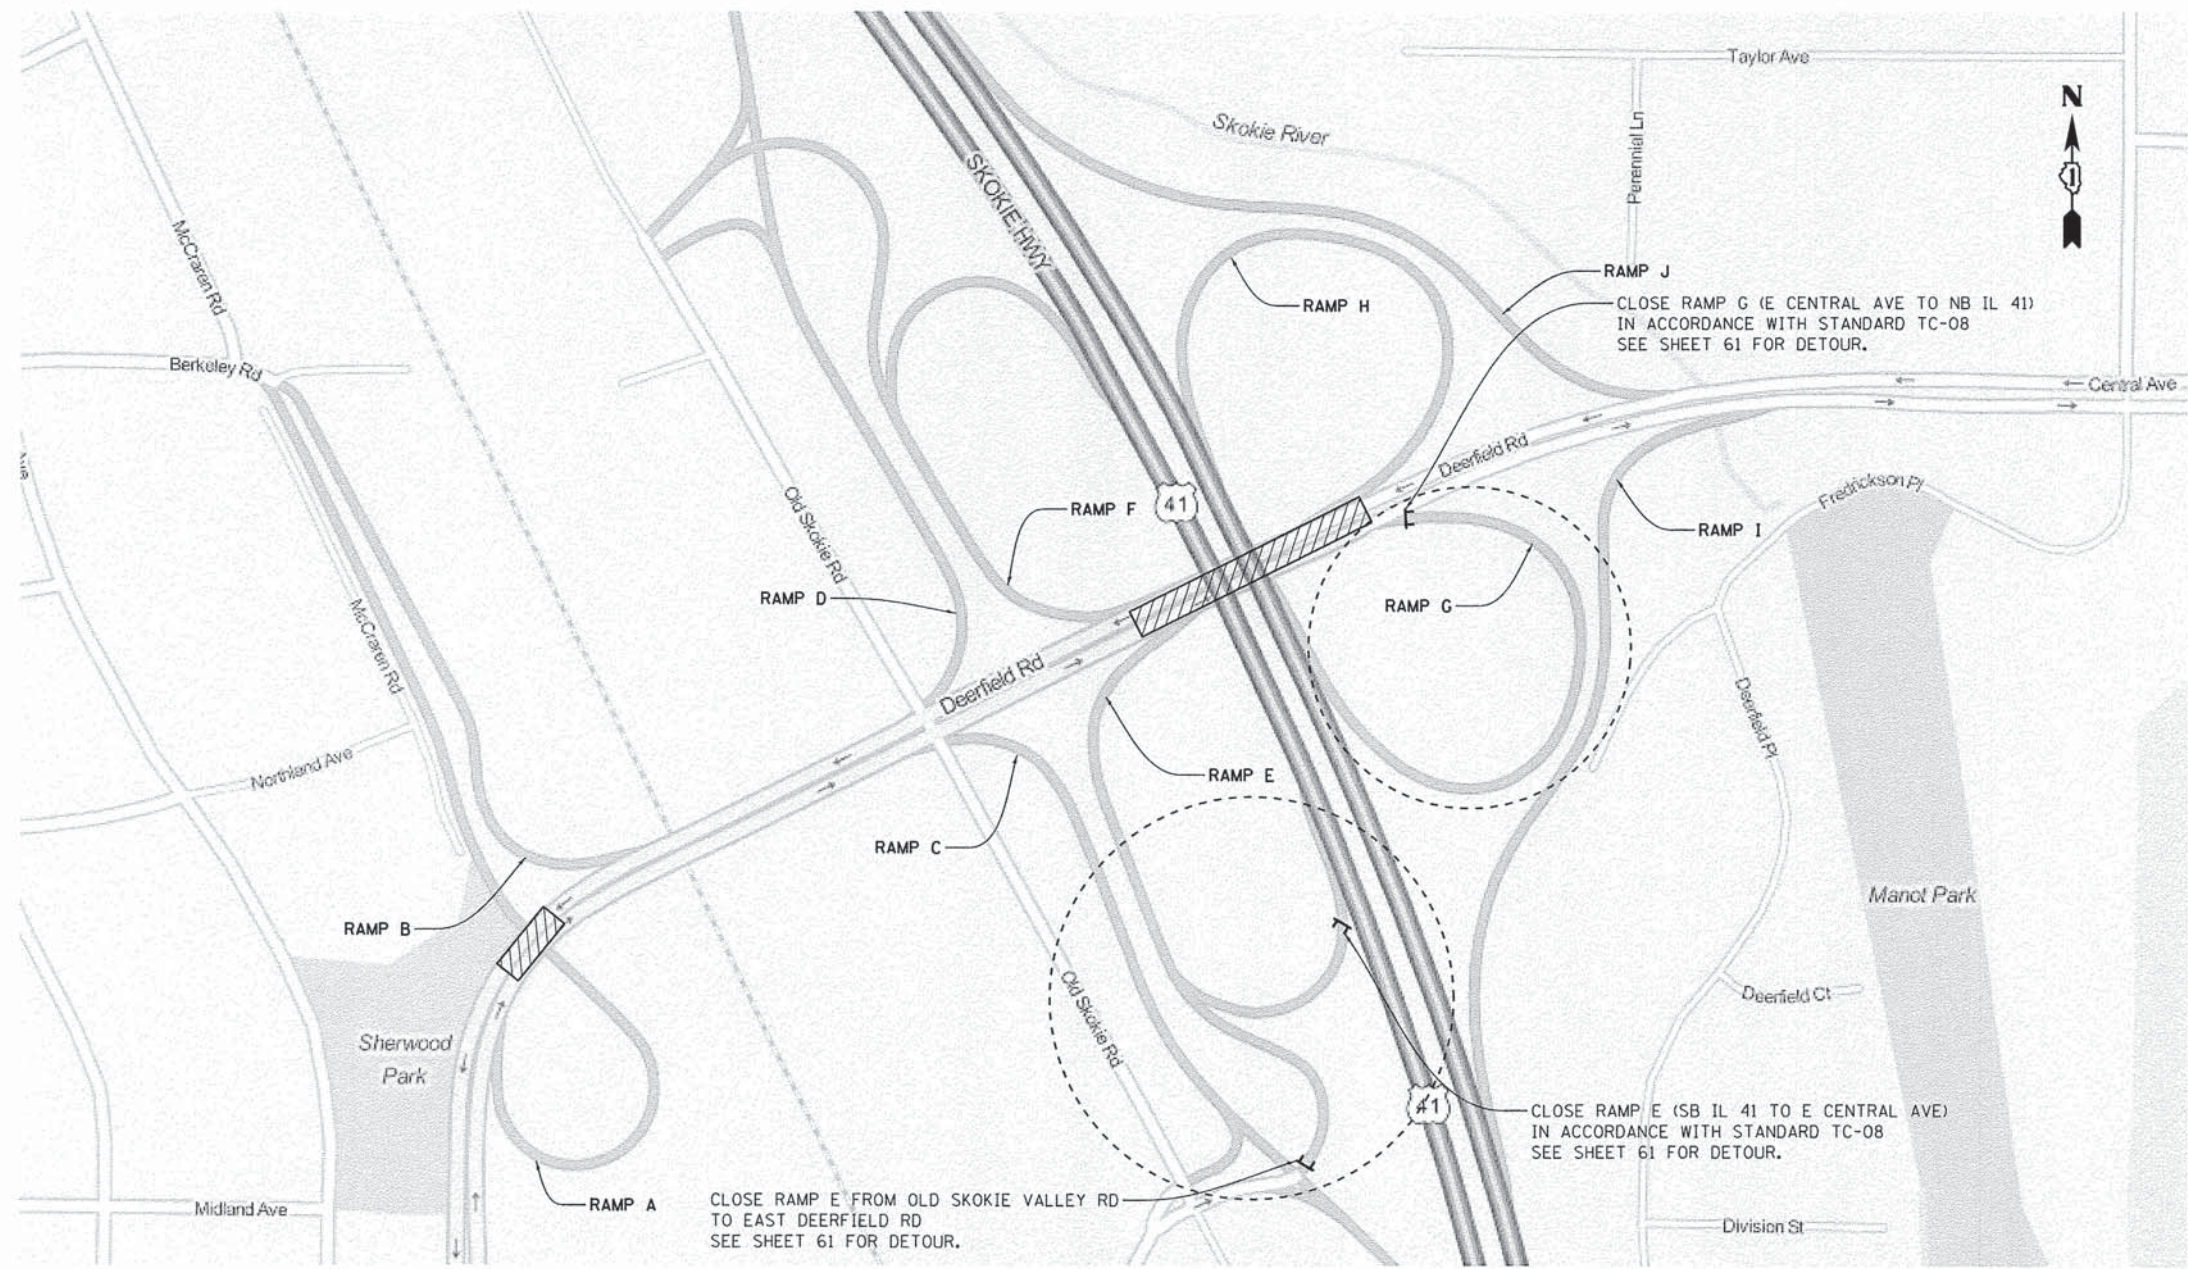 Taylor Ave
N
Skokie River
Perennial Ln
SKOKIE HWY
1
McCraren Rd
RAMP J
RAMP H
CLOSE RAMP G (E CENTRAL AVE TO NB IL 41)
IN ACCORDANCE WITH STANDARD TC-08
SEE SHEET 61 FOR DETOUR.
Berkeley Rd
Central Ave
Deerfield Rd
Ave
Fredrickson Pl
Old Skokie Rd
41
RAMP F
RAMP I
RAMP D
RAMP G
McCraren Rd
Deerfield Rd
Deerfield Pl
Northland Ave
RAMP E
RAMP C
Manot Park
RAMP B
Old Skokie Rd
Deerfield Ct
Sherwood
Park
41
CLOSE RAMP E (SB IL 41 TO E CENTRAL AVE)
IN ACCORDANCE WITH STANDARD TC-08
SEE SHEET 61 FOR DETOUR.
Midland Ave
RAMP A
CLOSE RAMP E FROM OLD SKOKIE VALLEY RD
TO EAST DEERFIELD RD
SEE SHEET 61 FOR DETOUR.
Division St